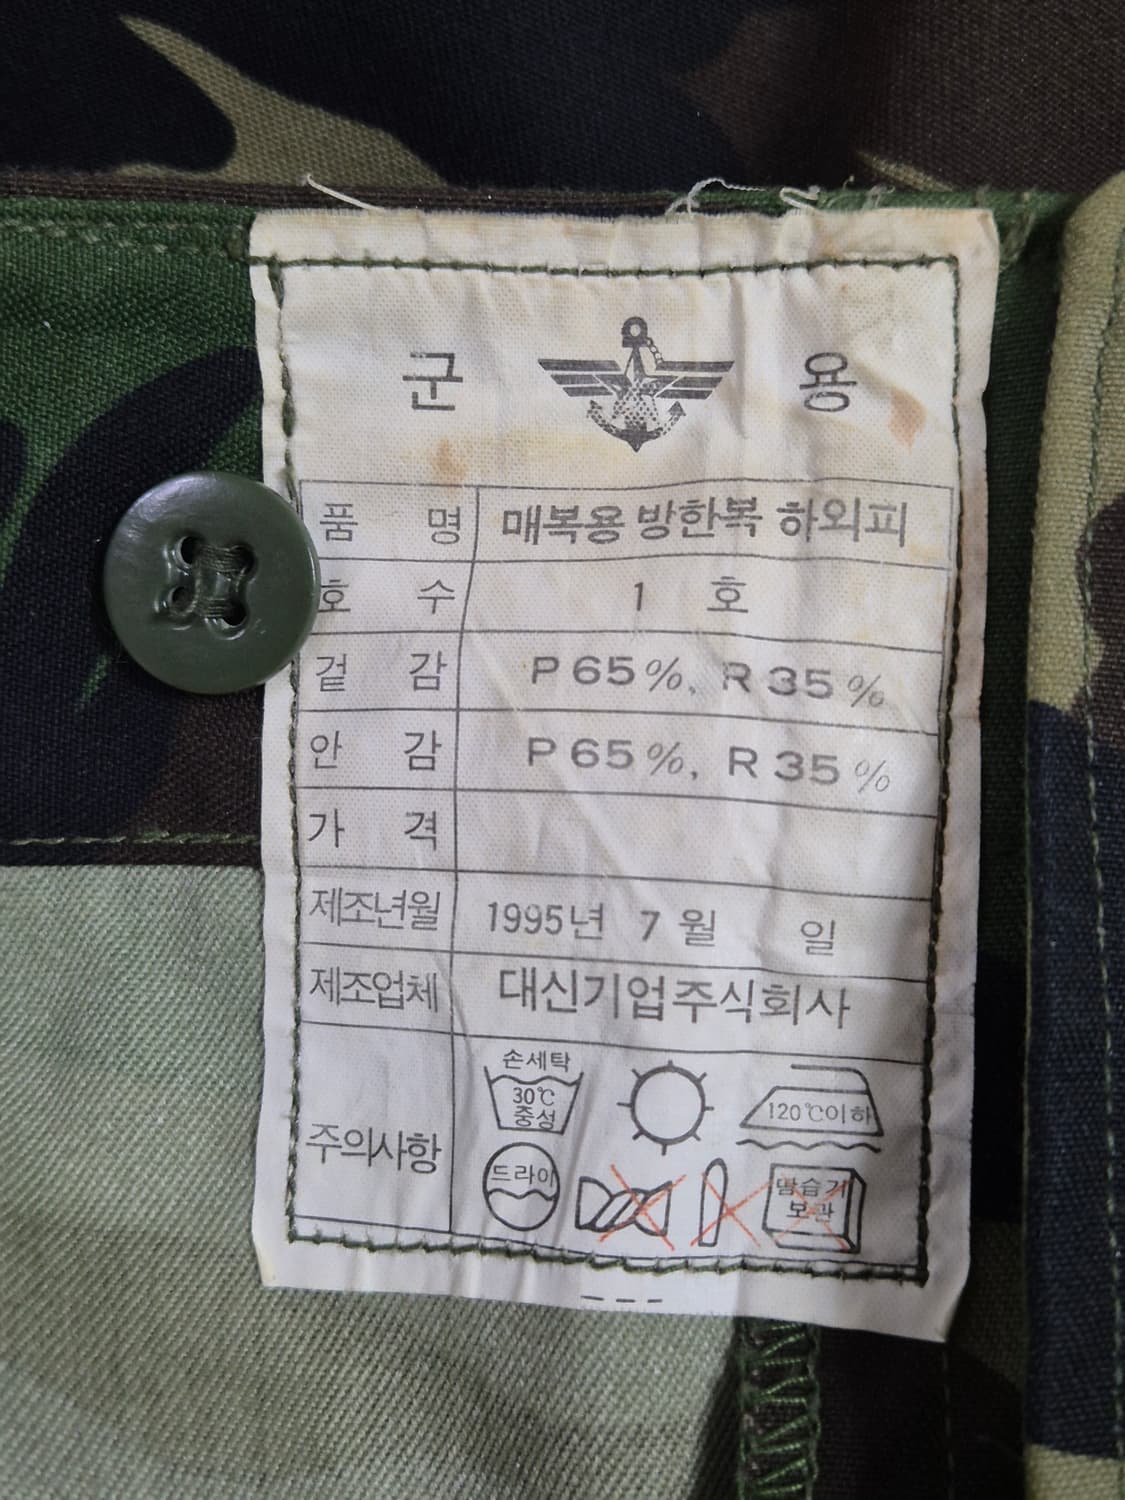 군 용
품 명 매복용 방한복 하외피
호 수 1 호
겉 감 P 65%, R 35%
안 감 P 65%, R 35%
가 격
제조년월 1995년 7 월 일
제조업체 대신기업주식회사
주의사항
손세탁
30℃
중성
120℃이하
드라이
땀습기
보관